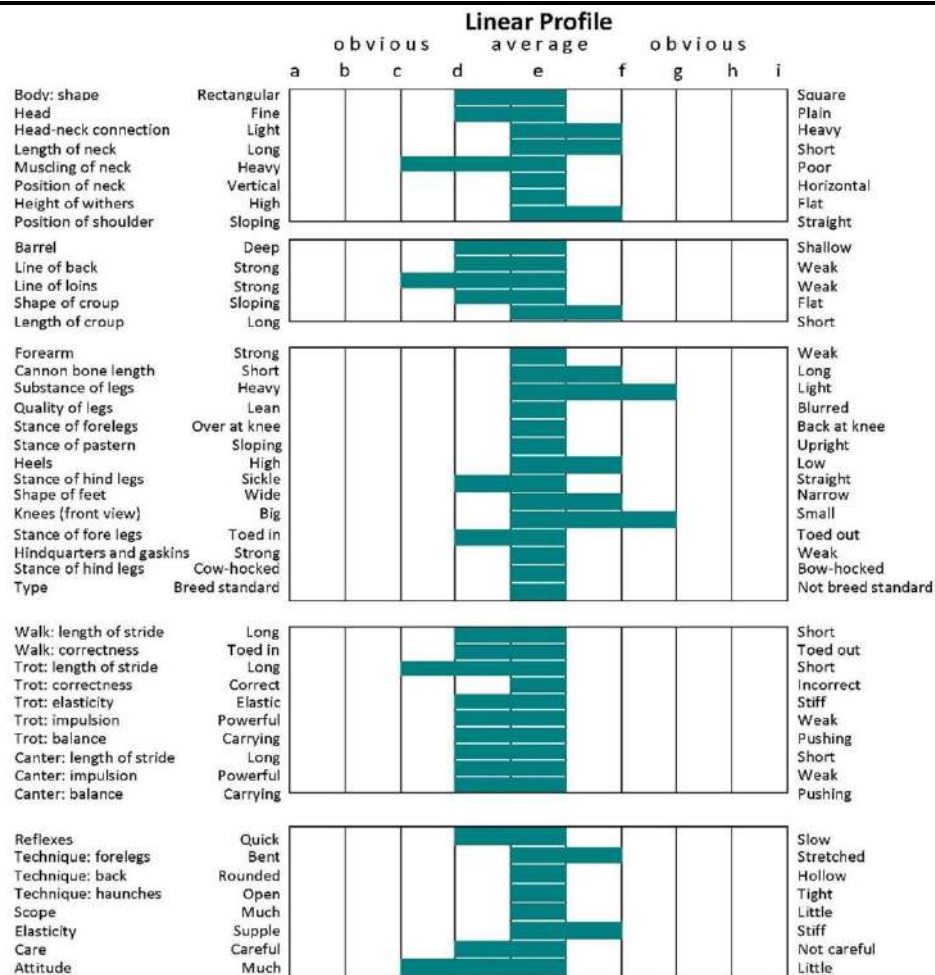 Linear Profile
obvious average obvious
a b c d e f g h i
Body: shape Rectangular Square
Head Fine Plain
Head-neck connection Light Heavy
Length of neck Long Short
Muscling of neck Heavy Poor
Position of neck Vertical Horizontal
Height of withers High Flat
Position of shoulder Sloping Straight
Barrel Deep Shallow
Line of back Strong Weak
Line of loins Strong Weak
Shape of croup Sloping Flat
Length of croup Long Short
Forearm Strong Weak
Cannon bone length Short Long
Substance of legs Heavy Light
Quality of legs Lean Blurred
Stance of forelegs Over at knee Back at knee
Stance of pastern Sloping Upright
Heels High Low
Stance of hind legs Sickle Straight
Shape of feet Wide Narrow
Knees (front view) Big Small
Stance of fore legs Toed in Toed out
Hindquarters and gaskins Strong Weak
Stance of hind legs Cow-hocked Bow-hocked
Type Breed standard Not breed standard
Walk: length of stride Long Short
Walk: correctness Toed in Toed out
Trot: length of stride Long Short
Trot: correctness Correct Incorrect
Trot: elasticity Elastic Stiff
Trot: impulsion Powerful Weak
Trot: balance Carrying Pushing
Canter: length of stride Long Short
Canter: impulsion Powerful Weak
Canter: balance Carrying Pushing
Reflexes Quick Slow
Technique: forelegs Bent Stretched
Technique: back Rounded Hollow
Technique: haunches Open Tight
Scope Much Little
Elasticity Supple Stiff
Care Careful Not careful
Attitude Much Little